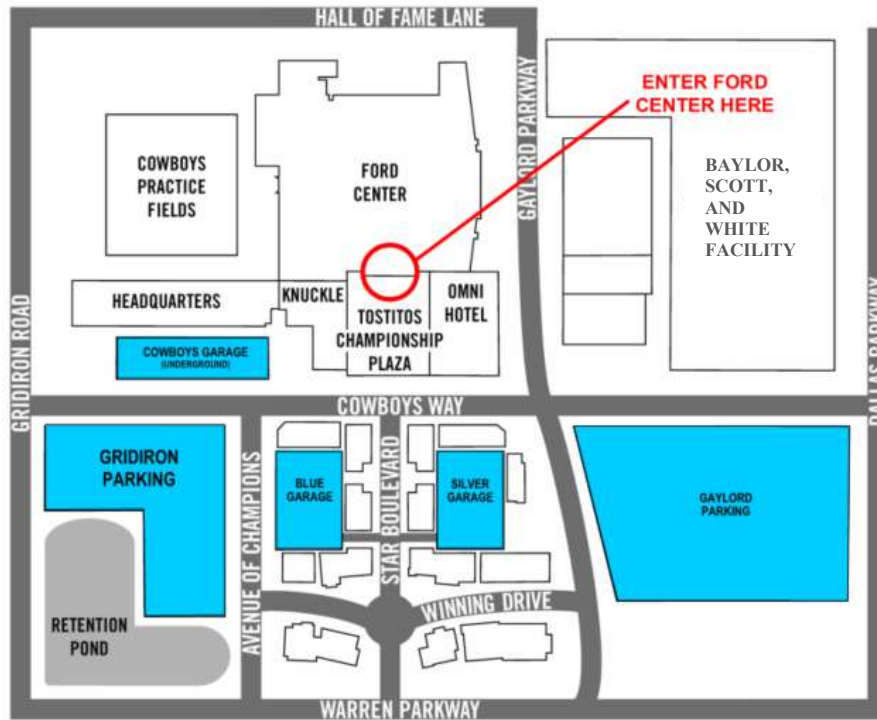 HALL OF FAME LANE
GAYLORD PARKWAY
ENTER FORD
CENTER HERE
COWBOYS
PRACTICE
FIELDS
FORD
CENTER
BAYLOR,
SCOTT,
AND
WHITE
FACILITY
GRIDIRON ROAD
HEADQUARTERS
KNUCKLE
TOSTITOS
CHAMPIONSHIP
PLAZA
OMNI
HOTEL
COWBOYS GARAGE
(UNDERGROUND)
DALLAS PARKWAY
COWBOYS WAY
GRIDIRON
PARKING
AVENUE OF CHAMPIONS
BLUE
GARAGE
STAR BOULEVARD
SILVER
GARAGE
GAYLORD
PARKING
RETENTION
POND
WINNING DRIVE
WARREN PARKWAY